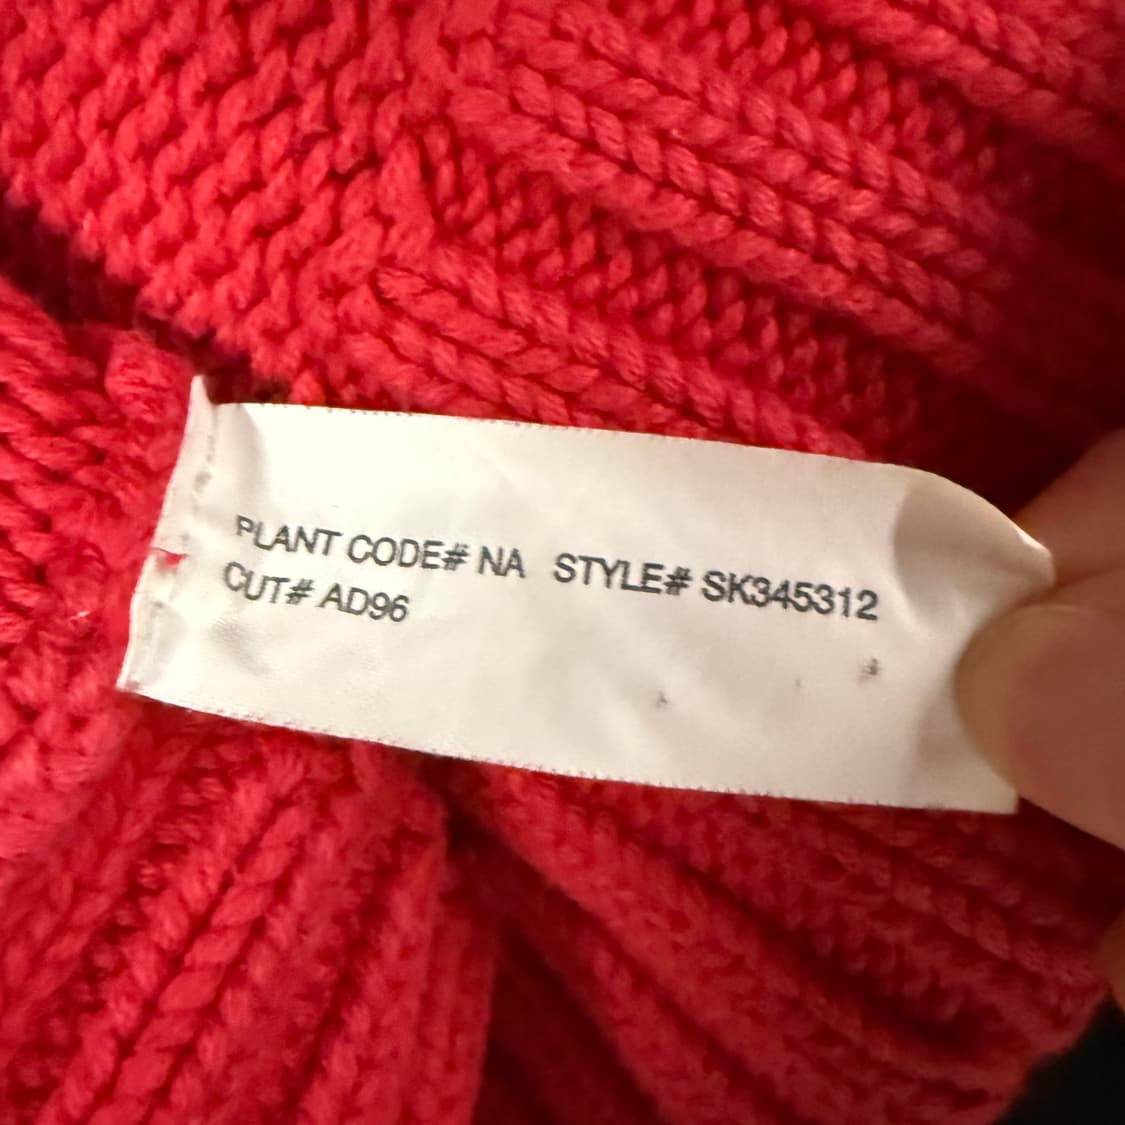 PLANT CODE# NA STYLE# SK345312
CUT# AD96